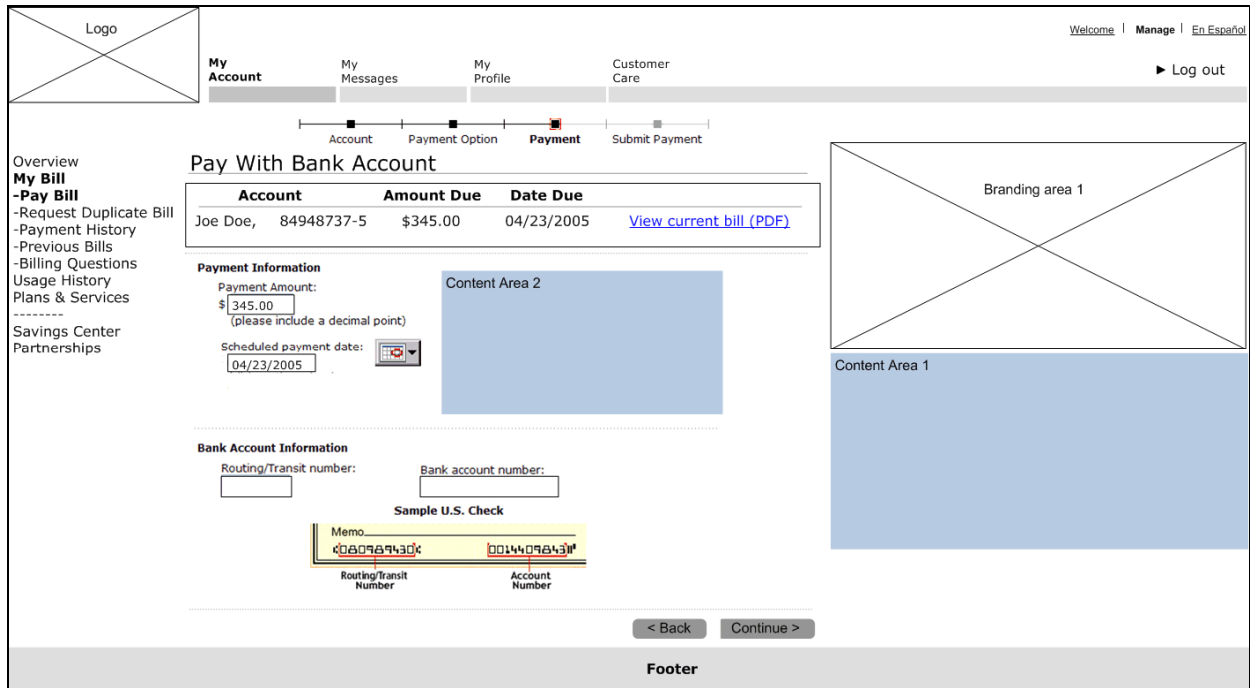 Logo
Welcome | Manage | En Español
My Account
My Messages
My Profile
Customer Care
► Log out
Account Payment Option Payment Submit Payment
Overview
My Bill
-Pay Bill
-Request Duplicate Bill
-Payment History
-Previous Bills
-Billing Questions
Usage History
Plans & Services
--------
Savings Center
Partnerships
Pay With Bank Account
Account Amount Due Date Due
Joe Doe, 84948737-5 $345.00 04/23/2005 View current bill (PDF)
Payment Information
Payment Amount:
$ 345.00
(please include a decimal point)
Scheduled payment date:
04/23/2005
Content Area 2
Branding area 1
Content Area 1
Bank Account Information
Routing/Transit number: Bank account number:
Sample U.S. Check
Memo
⑆080989430⑆ 0014409843⑈
Routing/Transit Number
Account Number
< Back Continue >
Footer